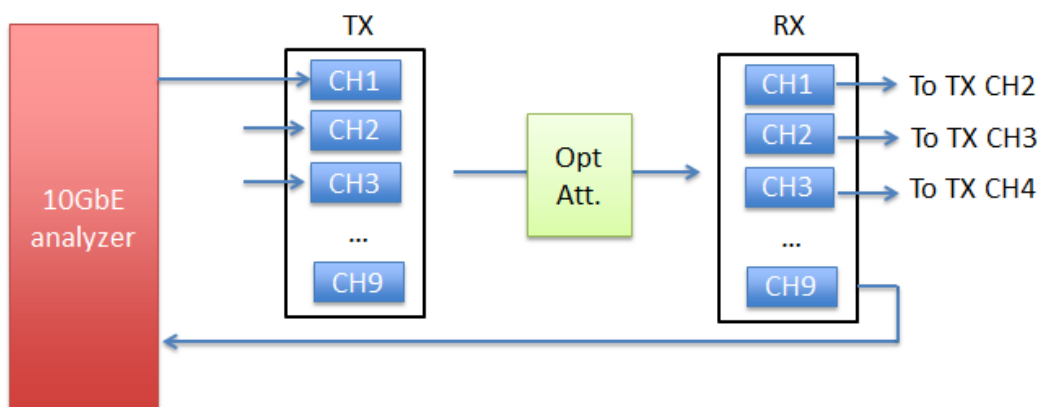 10GbE
analyzer
TX
CH1
CH2
CH3
...
CH9
Opt
Att.
RX
CH1
To TX CH2
CH2
To TX CH3
CH3
To TX CH4
...
CH9